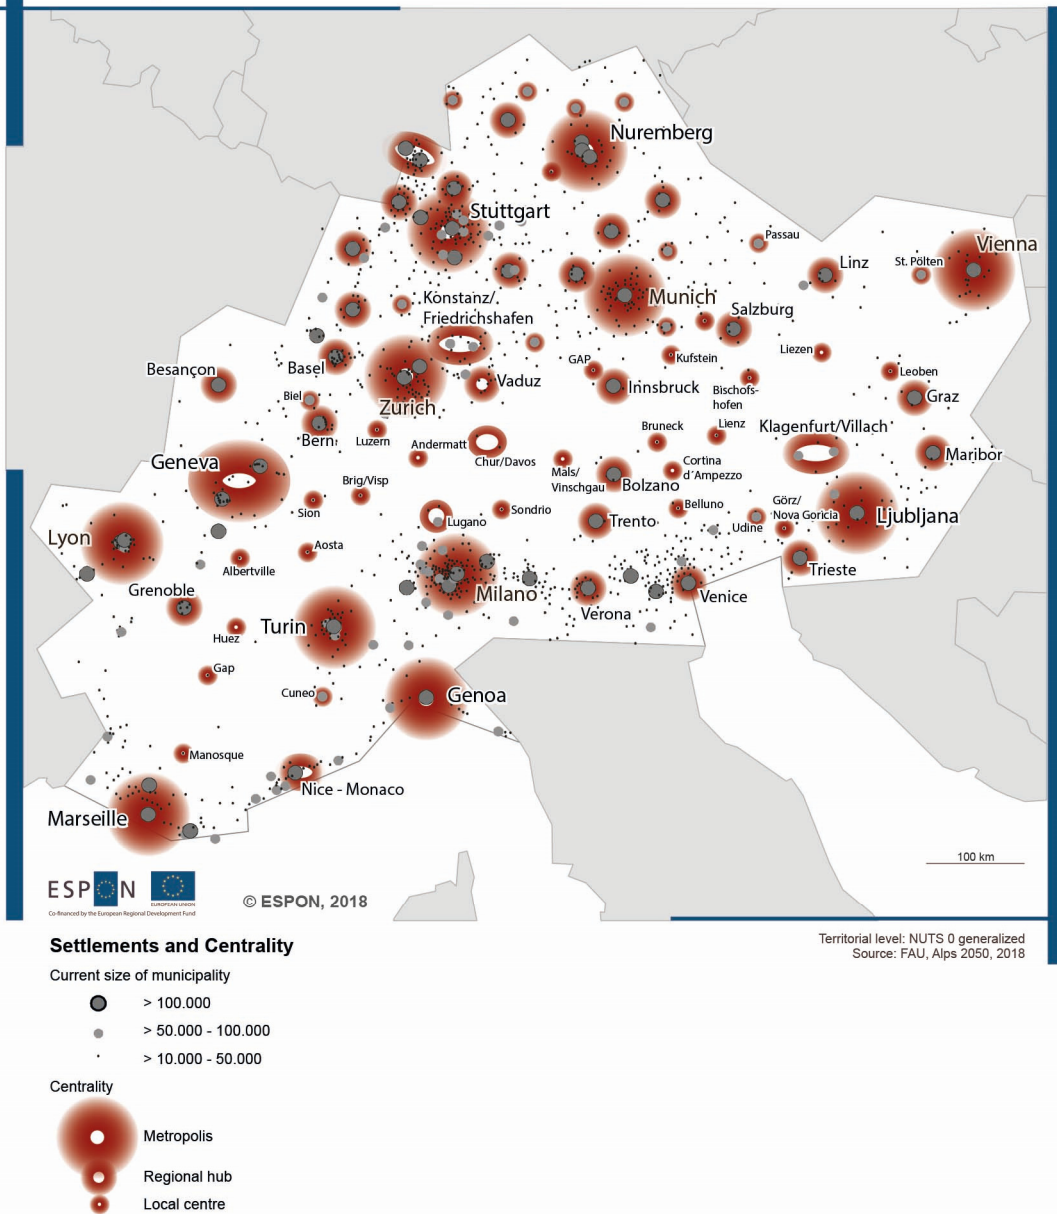 Nuremberg
Stuttgart
Passau
Vienna
Linz
St. Pölten
Munich
Konstanz/
Friedrichshafen
Salzburg
Liezen
GAP
Kufstein
Basel
Besançon
Leoben
Vaduz
Innsbruck
Bischofs-
hofen
Biel
Graz
Zurich
Bern
Luzern
Bruneck
Lienz
Klagenfurt/Villach
Andermatt
Chur/Davos
Maribor
Geneva
Cortina
d´Ampezzo
Mals/
Vinschgau
Brig/Visp
Bolzano
Sion
Sondrio
Belluno
Görz/
Nova Goricia
Ljubljana
Lugano
Trento
Udine
Lyon
Aosta
Albertville
Trieste
Grenoble
Milano
Venice
Verona
Turin
Huez
Gap
Cuneo
Genoa
Manosque
Nice - Monaco
Marseille
100 km
ESPON
EUROPEAN UNION
Co-financed by the European Regional Development Fund
© ESPON, 2018
Territorial level: NUTS 0 generalized
Source: FAU, Alps 2050, 2018
Settlements and Centrality
Current size of municipality
> 100.000
> 50.000 - 100.000
> 10.000 - 50.000
Centrality
Metropolis
Regional hub
Local centre